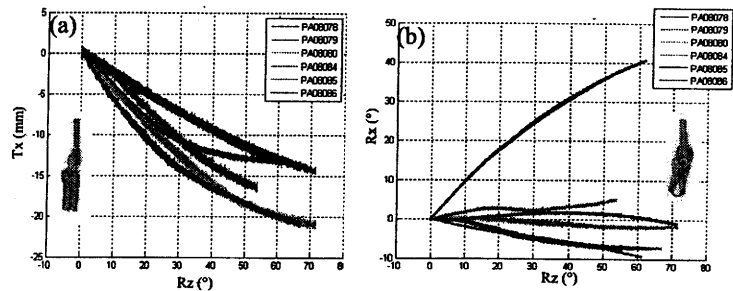 (a)
5
0
-5
-10
-15
-20
-25
Tx (mm)
-10 0 10 20 30 40 50 60 70 80
Rz (°)
PA08078
PA08079
PA08080
PA08084
PA08085
PA08086
(b)
50
40
30
20
10
0
-10
Rx (°)
-10 0 10 20 30 40 50 60 70 80
Rz (°)
PA08078
PA08079
PA08080
PA08084
PA08085
PA08086